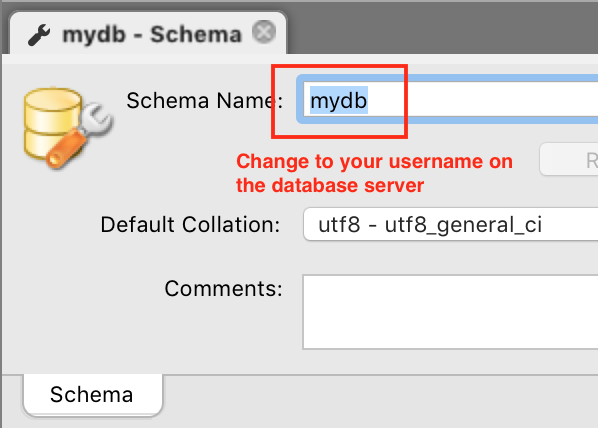 mydb - Schema
Schema Name: mydb
Change to your username on
the database server
R
Default Collation: utf8 - utf8_general_ci
Comments:
Schema